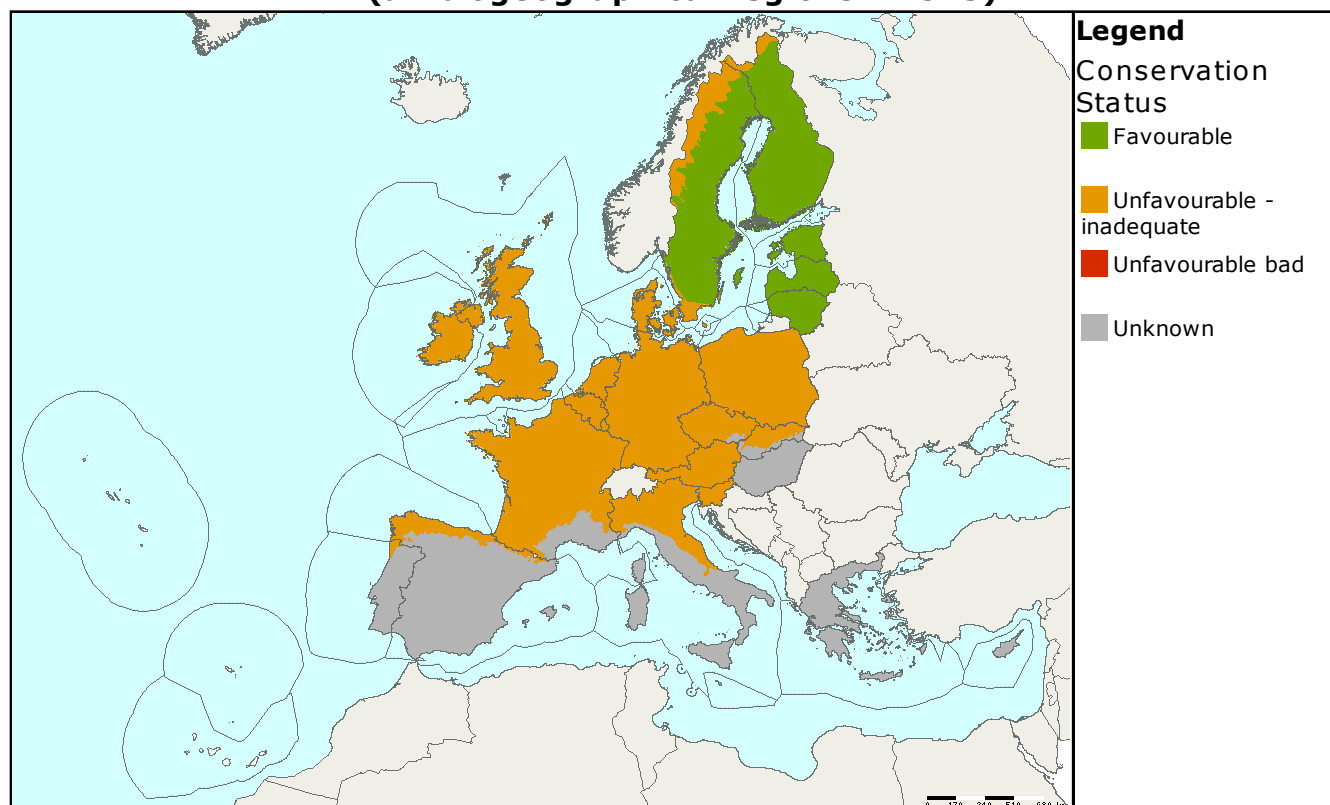 Legend
Conservation
Status
Favourable
Unfavourable -
inadequate
Unfavourable bad
Unknown